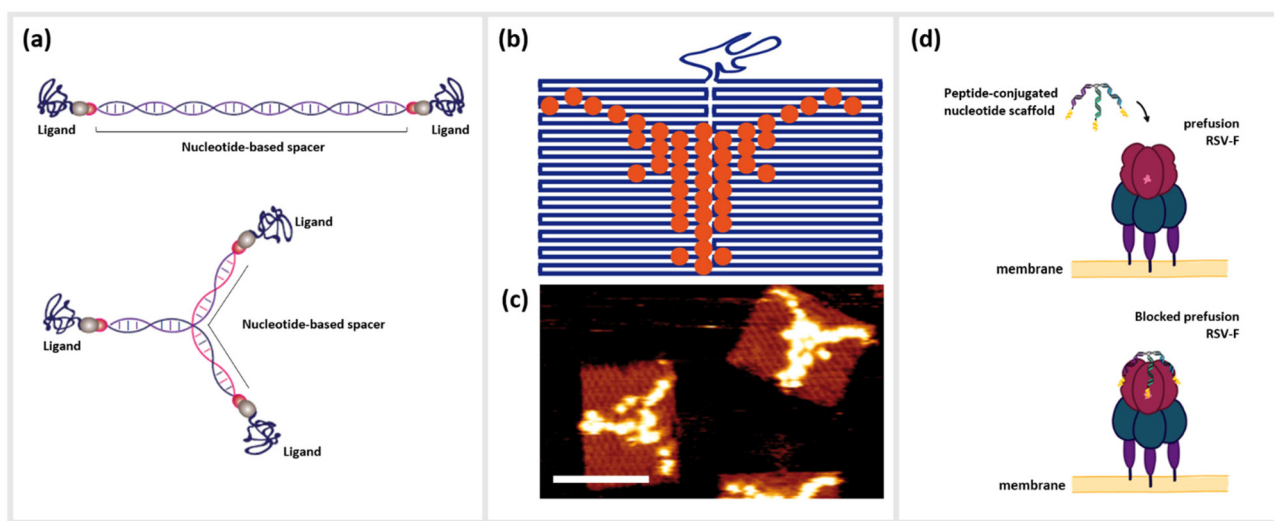 (a)
Ligand
Ligand
Nucleotide-based spacer
Ligand
Nucleotide-based spacer
Ligand
Ligand
(b)
(c)
(d)
Peptide-conjugated
nucleotide scaffold
prefusion
RSV-F
membrane
Blocked prefusion
RSV-F
membrane